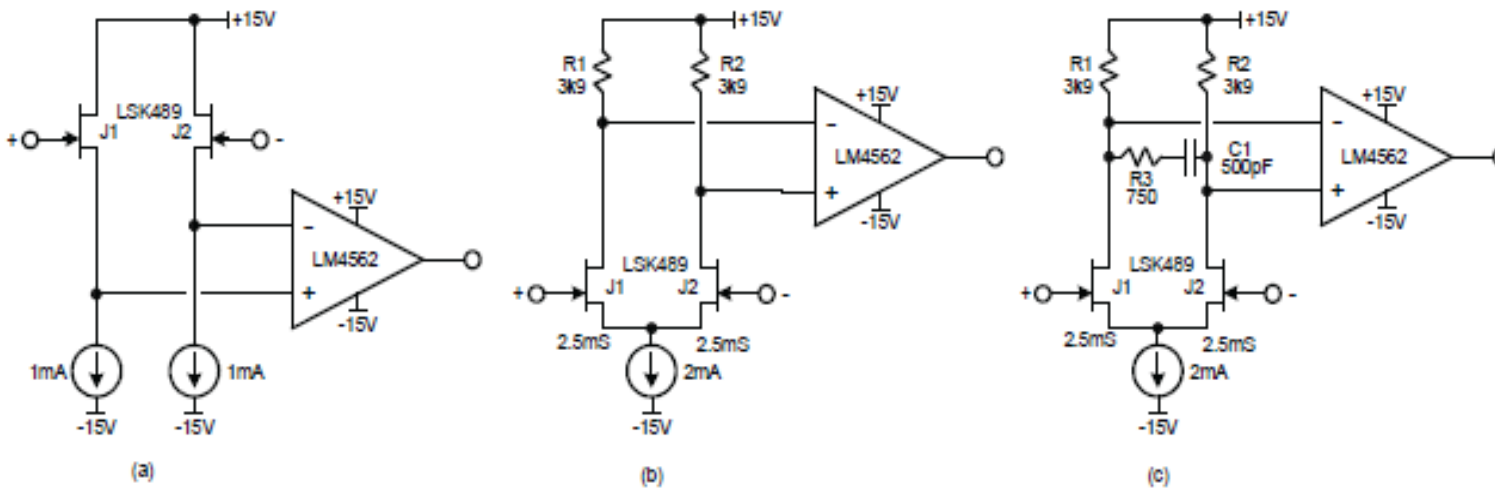 +15V
LSK489
J1
J2
+
-
+15V
-
LM4562
+
-15V
1mA
1mA
-15V
-15V
(a)
+15V
R1
3k9
R2
3k9
+15V
-
LM4562
+
-15V
LSK489
+
J1
J2
-
2.5mS
2.5mS
2mA
-15V
(b)
+15V
R1
3k9
R2
3k9
+15V
-
LM4562
+
-15V
C1
500pF
R3
750
LSK489
+
J1
J2
-
2.5mS
2.5mS
2mA
-15V
(c)